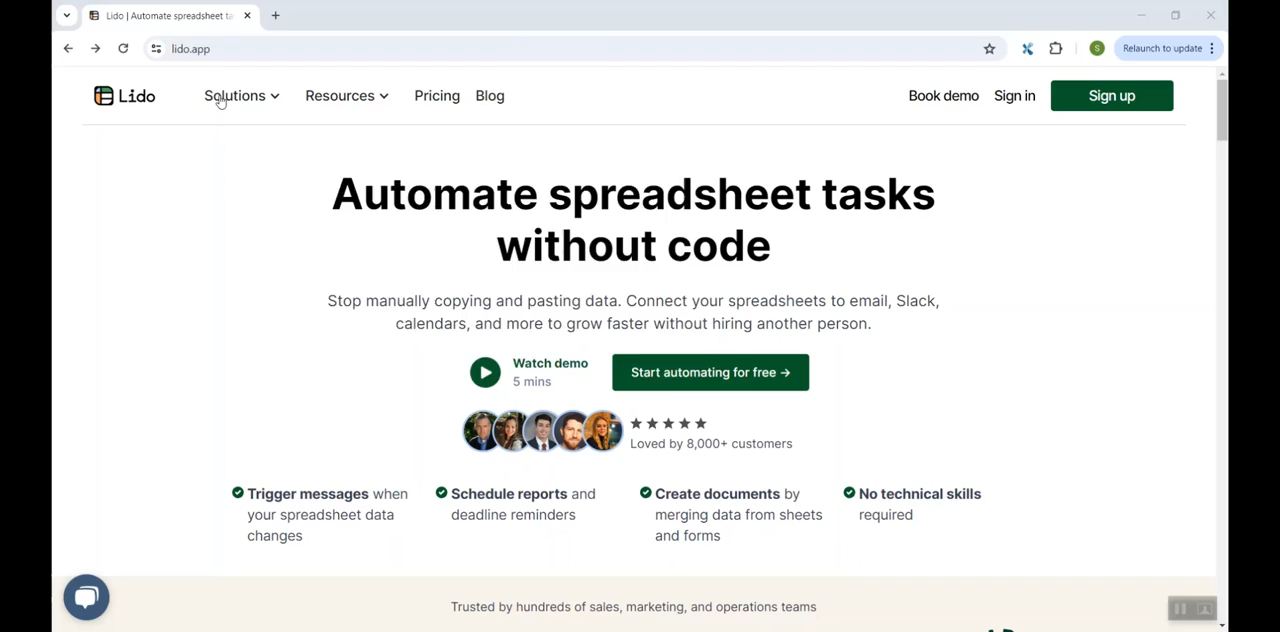 Lido | Automate spreadsheet ta
lido.app
S
Relaunch to update
Lido
Solutions
Resources
Pricing
Blog
Book demo
Sign in
Sign up
Automate spreadsheet tasks
without code
Stop manually copying and pasting data. Connect your spreadsheets to email, Slack,
calendars, and more to grow faster without hiring another person.
Watch demo
5 mins
Start automating for free →
Loved by 8,000+ customers
Trigger messages when
your spreadsheet data
changes
Schedule reports and
deadline reminders
Create documents by
merging data from sheets
and forms
No technical skills
required
Trusted by hundreds of sales, marketing, and operations teams